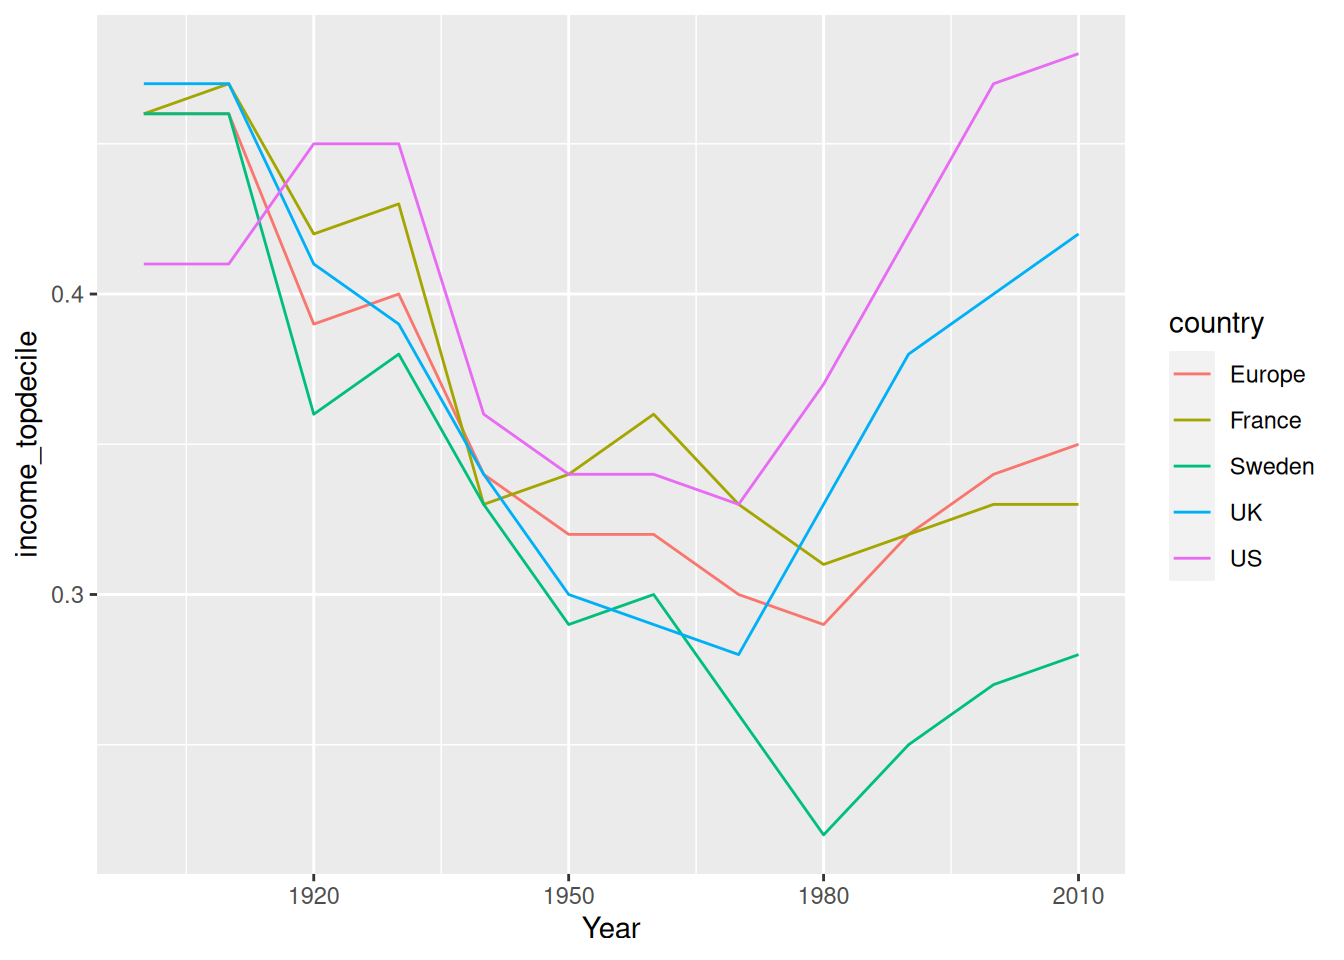 income_topdecile
0.4
0.3
1920
1950
1980
2010
Year
country
Europe
France
Sweden
UK
US